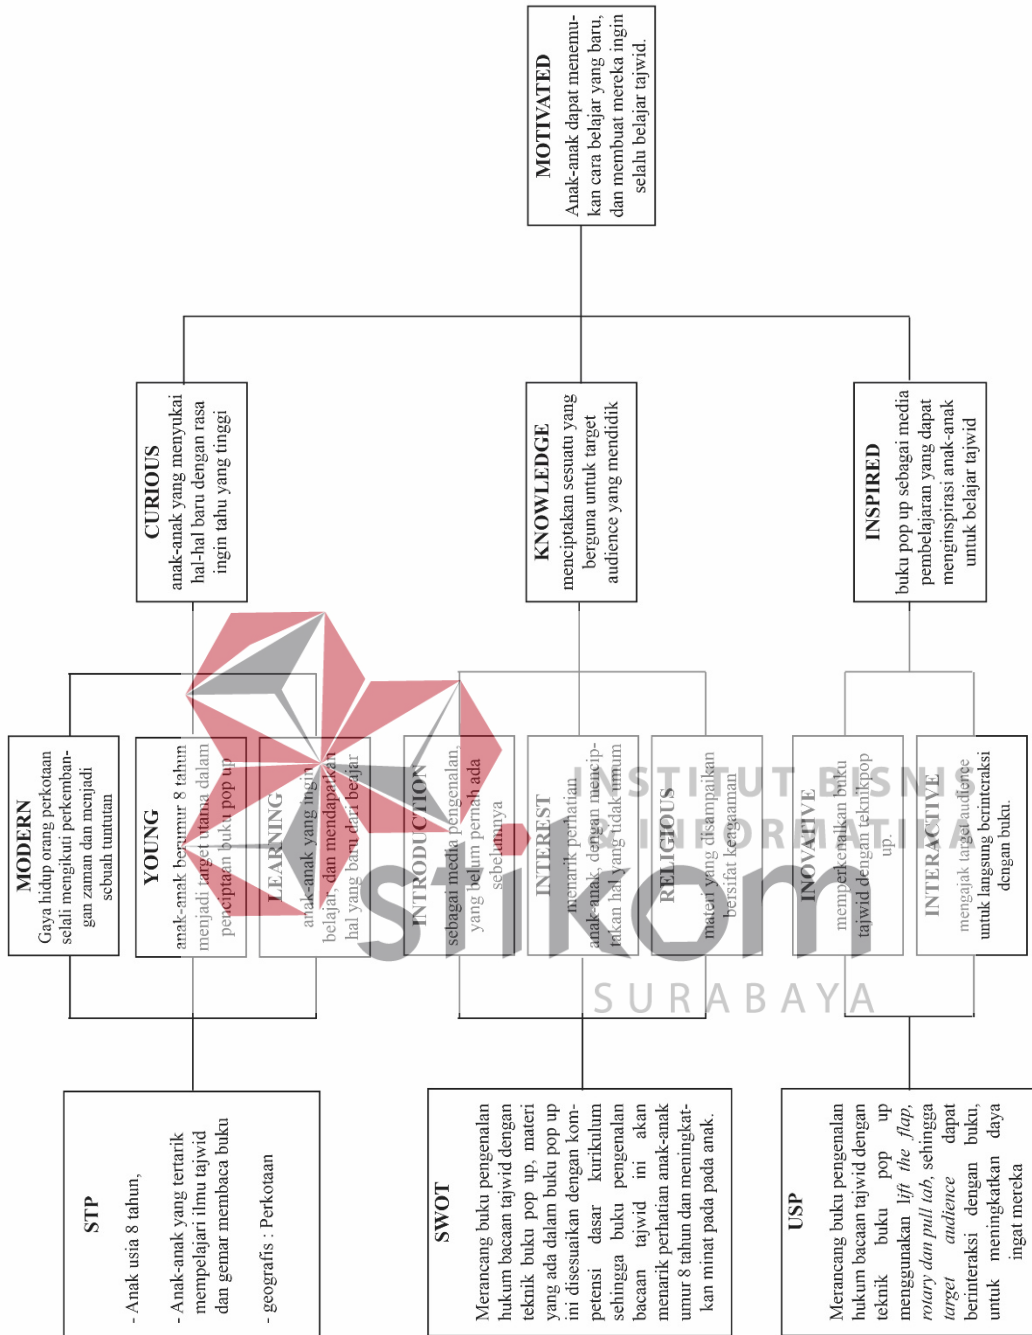 STP
- Anak usia 8 tahun,
- Anak-anak yang tertarik
mempelajari ilmu tajwid
dan gemar membaca buku
- geografis : Perkotaan
SWOT
Merancang buku pengenalan
hukum bacaan tajwid dengan
teknik buku pop up, materi
yang ada dalam buku pop up
ini disesuaikan dengan kom-
petensi dasar kurikulum
sehingga buku pengenalan
bacaan tajwid ini akan
menarik perhatian anak-anak
umur 8 tahun dan meningkat-
kan minat pada pada anak.
USP
Merancang buku pengenalan
hukum bacaan tajwid dengan
teknik buku pop up
menggunakan lift the flap,
rotary dan pull lab, sehingga
target audience dapat
berinteraksi dengan buku,
untuk meningkatkan daya
ingat mereka
MODERN
Gaya hidup orang perkotaan
selali mengikuti perkemban-
gan zaman dan menjadi
sebuah tuntutan
YOUNG
anak-anak berumur 8 tahun
menjadi target utama dalam
penciptaan buku pop up
LEARNING
anak-anak yang ingin
belajar, dan mendapatkan
hal yang baru dari belajar
INTRODUCTION
sebagai media pengenalan,
yang belum pernah ada
sebelumnya
INTEREST
menarik perhatian
anak-anak, dengan mencip-
takan hal yang tidak umum
RELIGIOUS
materi yang disampaikan
bersifat keagamaan
INOVATIVE
memperkenalkan buku
tajwid dengan teknikpop
up.
INTERACTIVE
mengajak target audience
untuk langsung berinteraksi
dengan buku.
CURIOUS
anak-anak yang menyukai
hal-hal baru dengan rasa
ingin tahu yang tinggi
KNOWLEDGE
menciptakan sesuatu yang
berguna untuk target
audience yang mendidik
INSPIRED
buku pop up sebagai media
pembelajaran yang dapat
menginspirasi anak-anak
untuk belajar tajwid
MOTIVATED
Anak-anak dapat menemu-
kan cara belajar yang baru,
dan membuat mereka ingin
selalu belajar tajwid.
INSTITUT BISNIS
& INFORMATIKA
stikom
SURABAYA